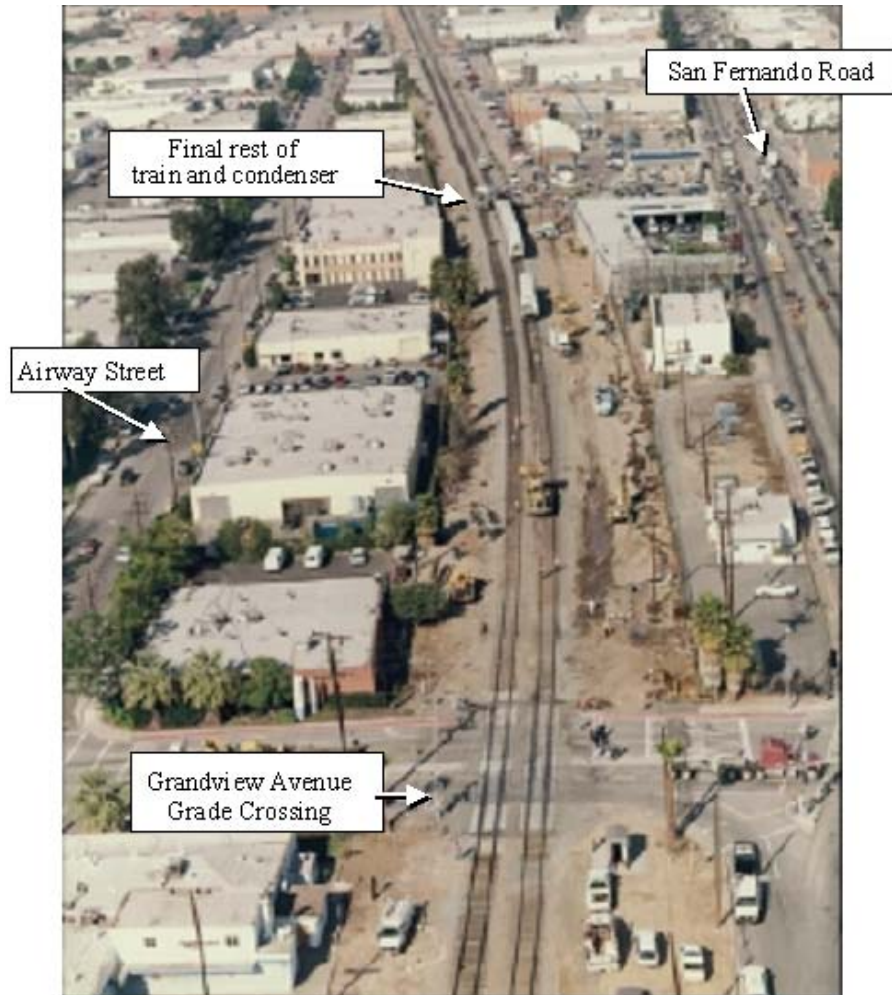 San Fernando Road
Final rest of
train and condenser
Airway Street
Grandview Avenue
Grade Crossing